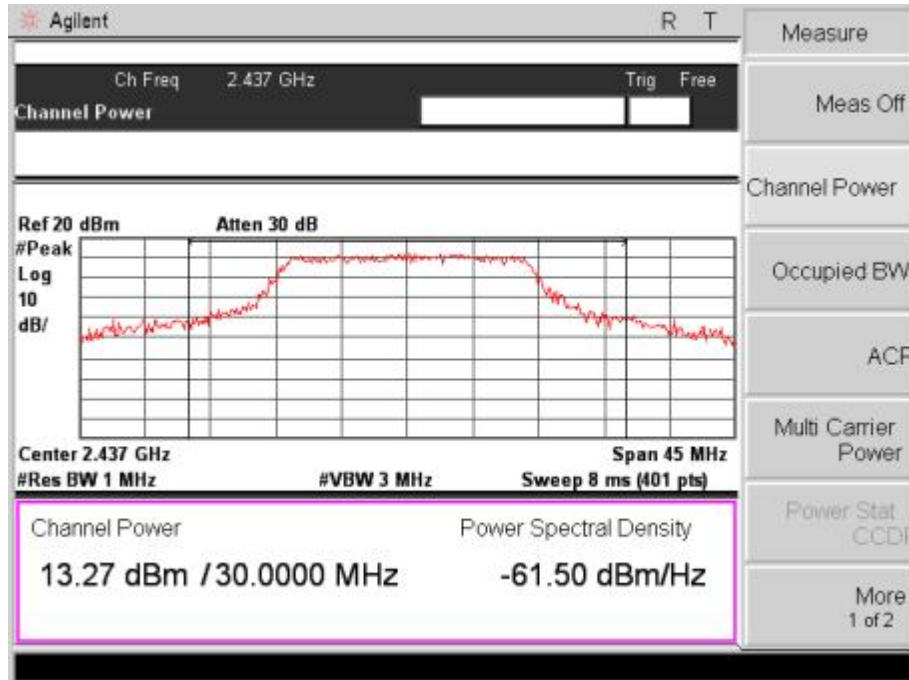 Agilent R T
Ch Freq 2.437 GHz Trig Free
Channel Power
Ref 20 dBm Atten 30 dB
#Peak
Log
10
dB/
Center 2.437 GHz Span 45 MHz
#Res BW 1 MHz #VBW 3 MHz Sweep 8 ms (401 pts)
Channel Power Power Spectral Density
13.27 dBm /30.0000 MHz -61.50 dBm/Hz
Measure
Meas Off
Channel Power
Occupied BW
ACP
Multi Carrier
Power
Power Stat
CCDF
More
1 of 2